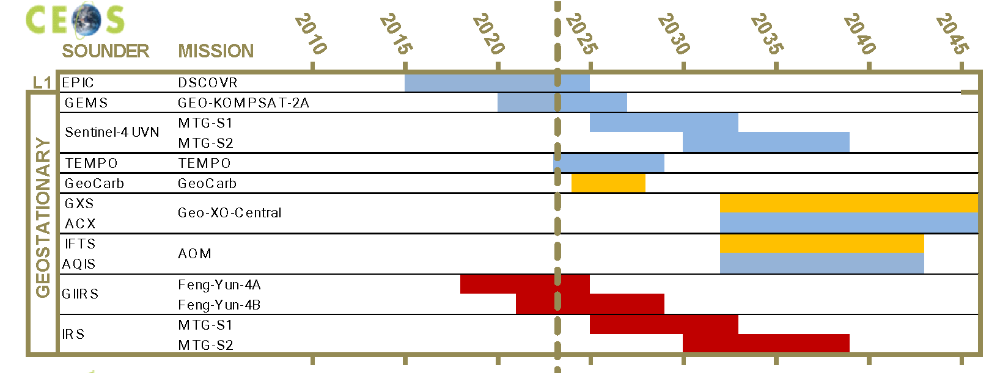 CEOS
2010 2015 2020 2025 2030 2035 2040 2045
SOUNDER MISSION
L1 EPIC DSCOVR
GEOSTATIONARY
GEMS GEO-KOMPSAT-2A
Sentinel-4 UVN
MTG-S1
MTG-S2
TEMPO TEMPO
GeoCarb GeoCarb
GXS
ACX
Geo-XO-Central
IFTS
AQIS
AOM
GIIRS
Feng-Yun-4A
Feng-Yun-4B
IRS
MTG-S1
MTG-S2